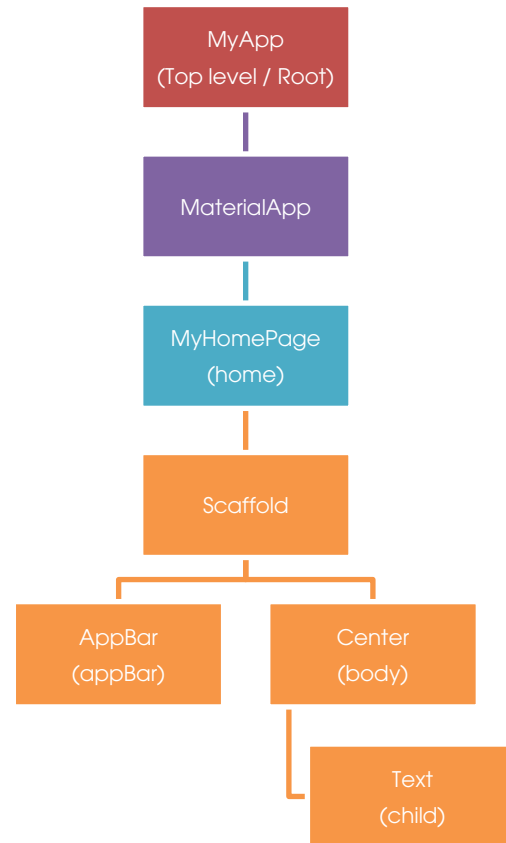 MyApp
(Top level / Root)
MaterialApp
MyHomePage
(home)
Scaffold
AppBar
(appBar)
Center
(body)
Text
(child)